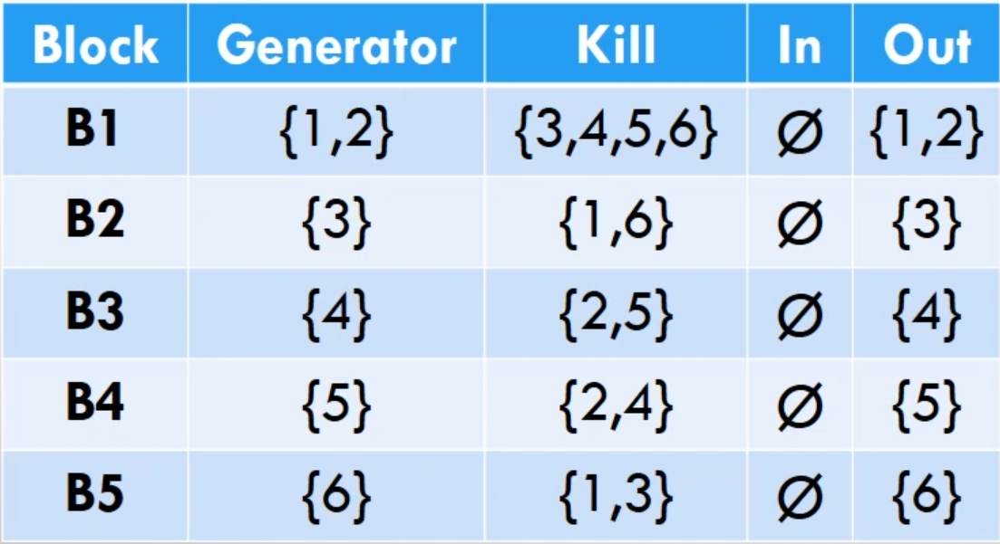 Block Generator Kill In Out
B1 {1,2} {3,4,5,6} ∅ {1,2}
B2 {3} {1,6} ∅ {3}
B3 {4} {2,5} ∅ {4}
B4 {5} {2,4} ∅ {5}
B5 {6} {1,3} ∅ {6}